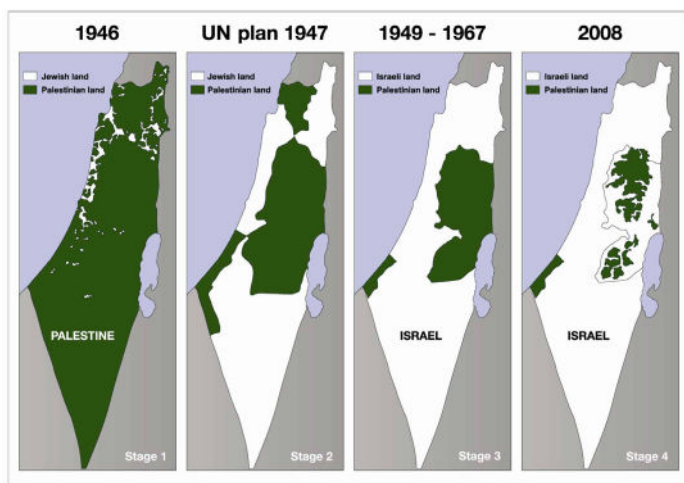 1946
Jewish land
Palestinian land
PALESTINE
Stage 1
UN plan 1947
Jewish land
Palestinian land
Stage 2
1949 - 1967
Israeli land
Palestinian land
ISRAEL
Stage 3
2008
Israeli land
Palestinian land
ISRAEL
Stage 4